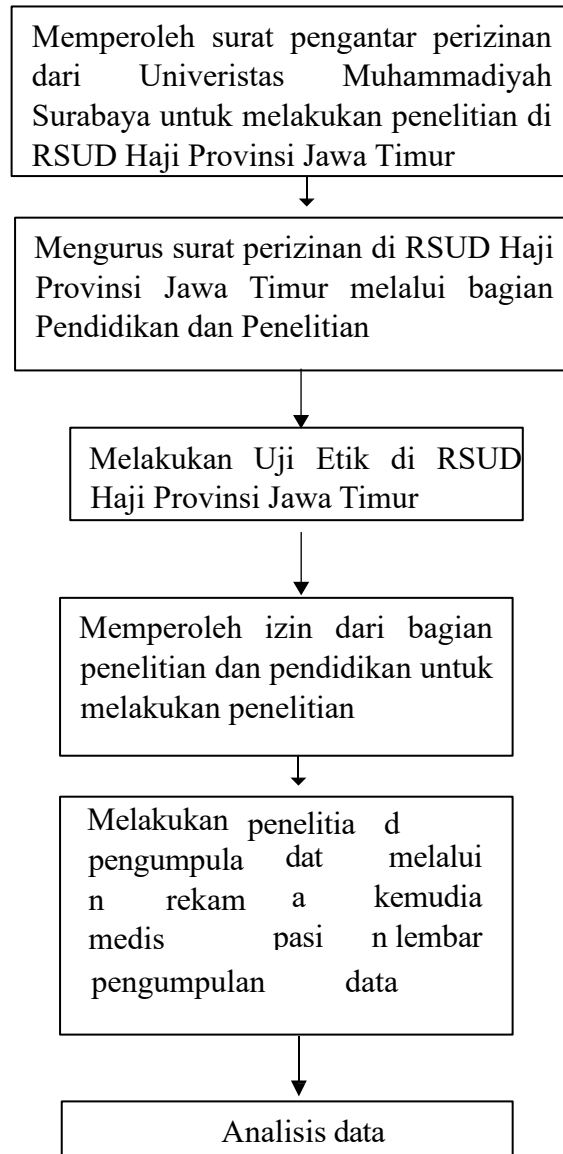 Memperoleh surat pengantar perizinan
dari Univeristas Muhammadiyah
Surabaya untuk melakukan penelitian di
RSUD Haji Provinsi Jawa Timur
Mengurus surat perizinan di RSUD Haji
Provinsi Jawa Timur melalui bagian
Pendidikan dan Penelitian
Melakukan Uji Etik di RSUD
Haji Provinsi Jawa Timur
Memperoleh izin dari bagian
penelitian dan pendidikan untuk
melakukan penelitian
Melakukan penelitia d
pengumpula dat melalui
n rekam a kemudia
medis pasi n lembar
pengumpulan data
Analisis data